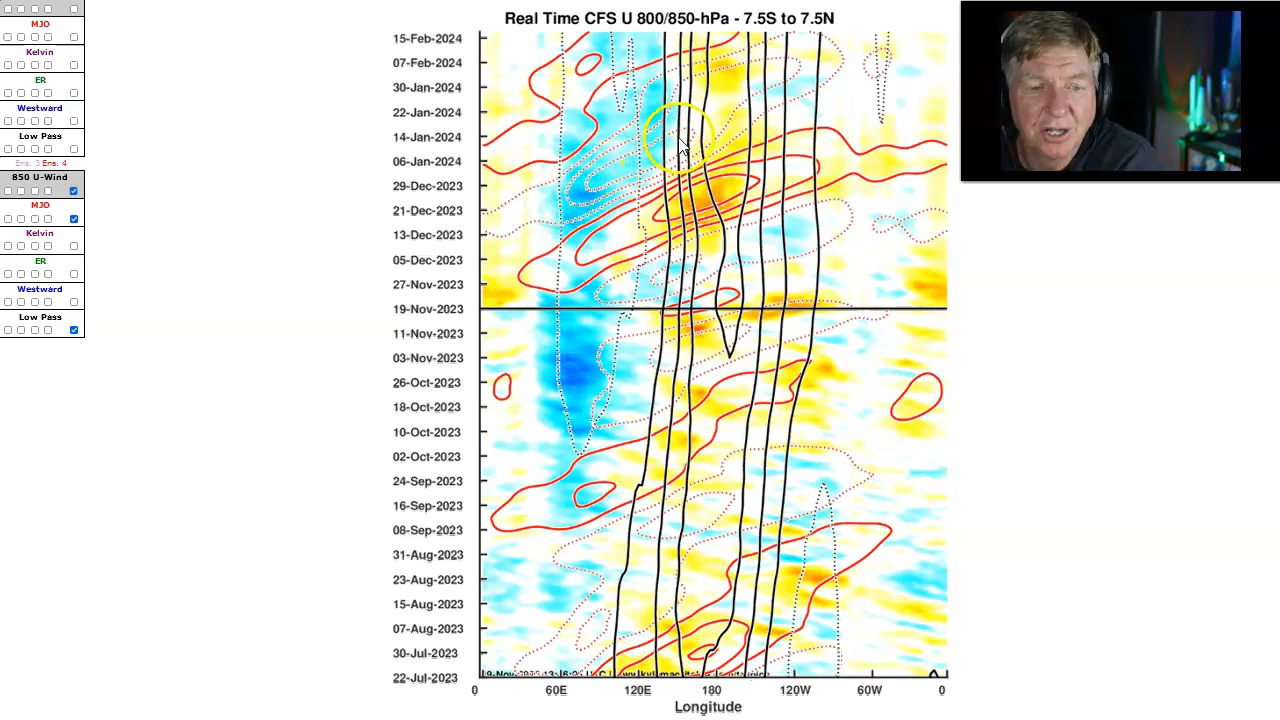 MJO
Kelvin
ER
Westward
Low Pass
Ens. 3 Ens. 4
850 U-Wind
MJO
Kelvin
ER
Westward
Low Pass
Real Time CFS U 800/850-hPa - 7.5S to 7.5N
15-Feb-2024
07-Feb-2024
30-Jan-2024
22-Jan-2024
14-Jan-2024
06-Jan-2024
29-Dec-2023
21-Dec-2023
13-Dec-2023
05-Dec-2023
27-Nov-2023
19-Nov-2023
11-Nov-2023
03-Nov-2023
26-Oct-2023
18-Oct-2023
10-Oct-2023
02-Oct-2023
24-Sep-2023
16-Sep-2023
08-Sep-2023
31-Aug-2023
23-Aug-2023
15-Aug-2023
07-Aug-2023
30-Jul-2023
22-Jul-2023
0 60E 120E 180 120W 60W 0
Longitude